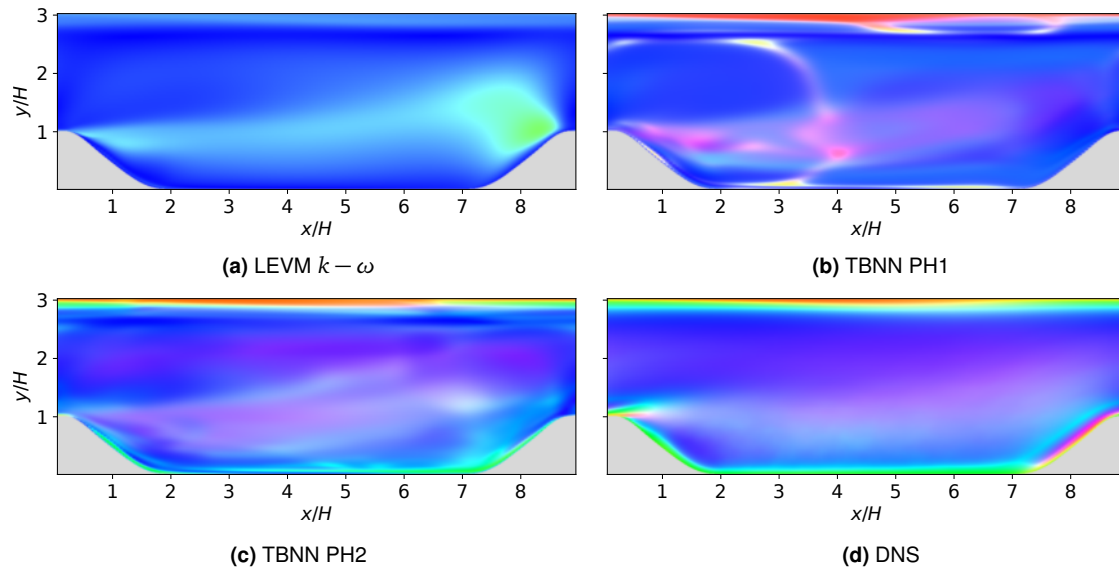 3
2
1
y/H
1 2 3 4 5 6 7 8
x/H
(a) LEVM k − ω
1 2 3 4 5 6 7 8
x/H
(b) TBNN PH1
3
2
1
y/H
1 2 3 4 5 6 7 8
x/H
(c) TBNN PH2
1 2 3 4 5 6 7 8
x/H
(d) DNS